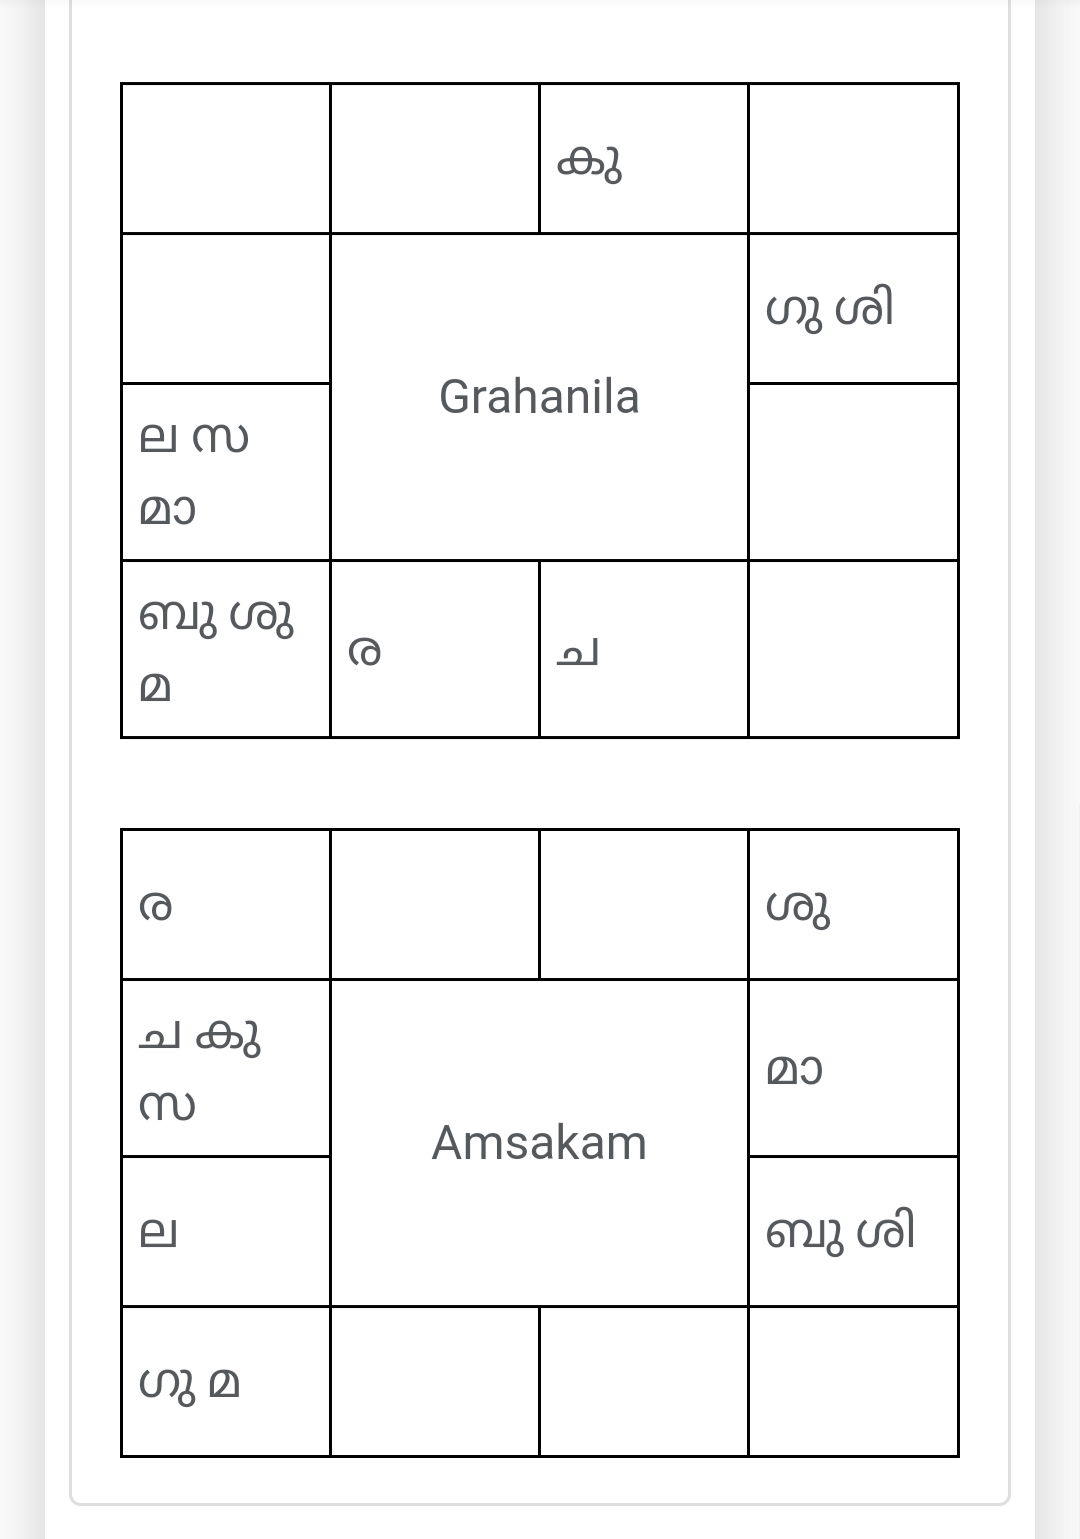 കു
ഗു ശി
Grahanila
ല സ
മാ
ബു ശു
മ
ര
ച
ര
ശു
ച കു
സ
മാ
Amsakam
ല
ബു ശി
ഗു മ